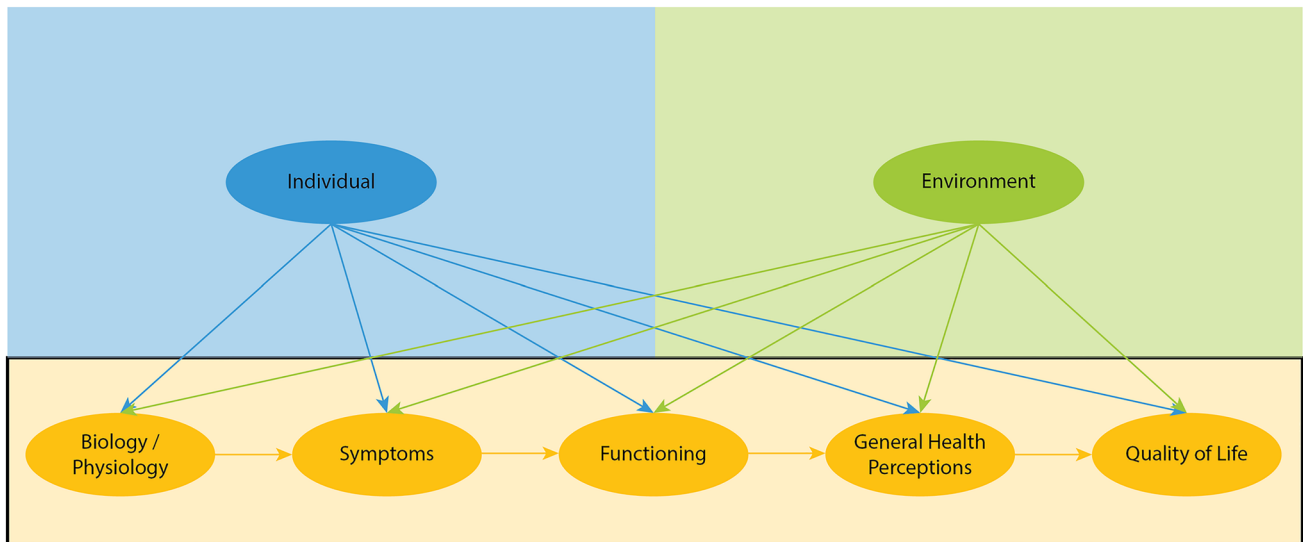 Individual
Environment
Biology /
Physiology
Symptoms
Functioning
General Health
Perceptions
Quality of Life